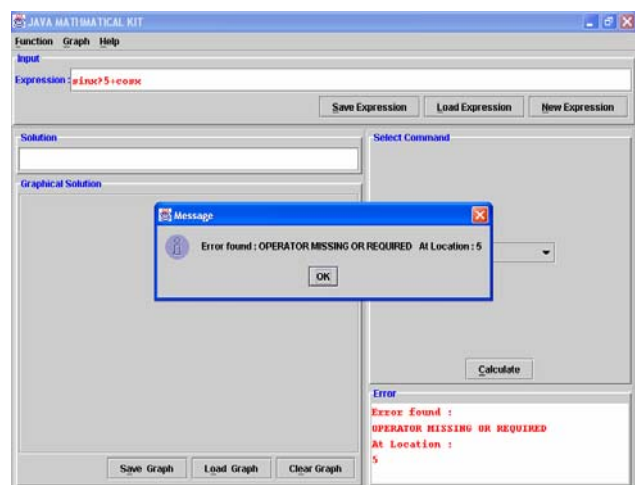 JAVA MATHMATICAL KIT
Function Graph Help
Input
Expression : sinx?5+cosx
Save Expression Load Expression New Expression
Solution
Select Command
Graphical Solution
Message
Error found : OPERATOR MISSING OR REQUIRED At Location : 5
OK
Calculate
Error
Error found :
OPERATOR MISSING OR REQUIRED
At Location :
5
Save Graph Load Graph Clear Graph